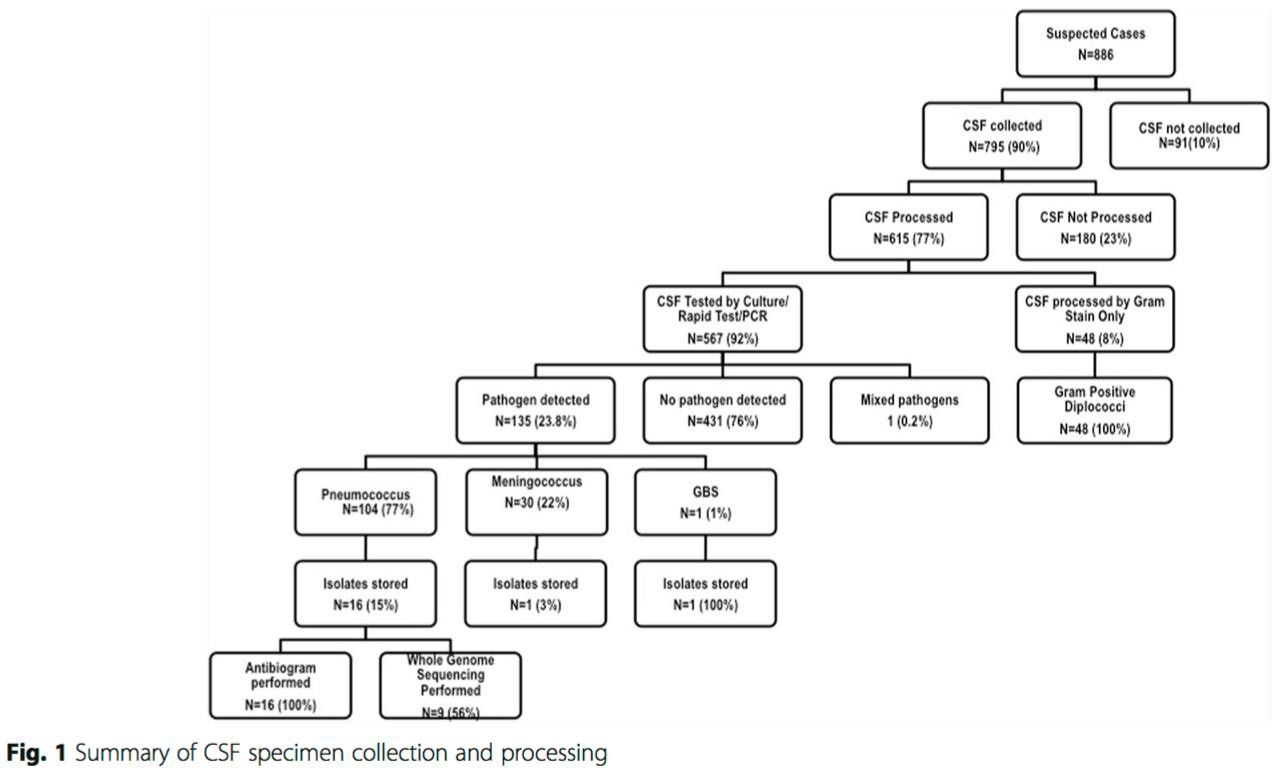 Suspected Cases
N=886
CSF collected
N=795 (90%)
CSF not collected
N=91(10%)
CSF Processed
N=615 (77%)
CSF Not Processed
N=180 (23%)
CSF Tested by Culture/
Rapid Test/PCR
N=567 (92%)
CSF processed by Gram
Stain Only
N=48 (8%)
Pathogen detected
N=135 (23.8%)
No pathogen detected
N=431 (76%)
Mixed pathogens
1 (0.2%)
Gram Positive
Diplococci
N=48 (100%)
Pneumococcus
N=104 (77%)
Meningococcus
N=30 (22%)
GBS
N=1 (1%)
Isolates stored
N=16 (15%)
Isolates stored
N=1 (3%)
Isolates stored
N=1 (100%)
Antibiogram
performed
N=16 (100%)
Whole Genome
Sequencing
Performed
N=9 (56%)
Fig. 1 Summary of CSF specimen collection and processing